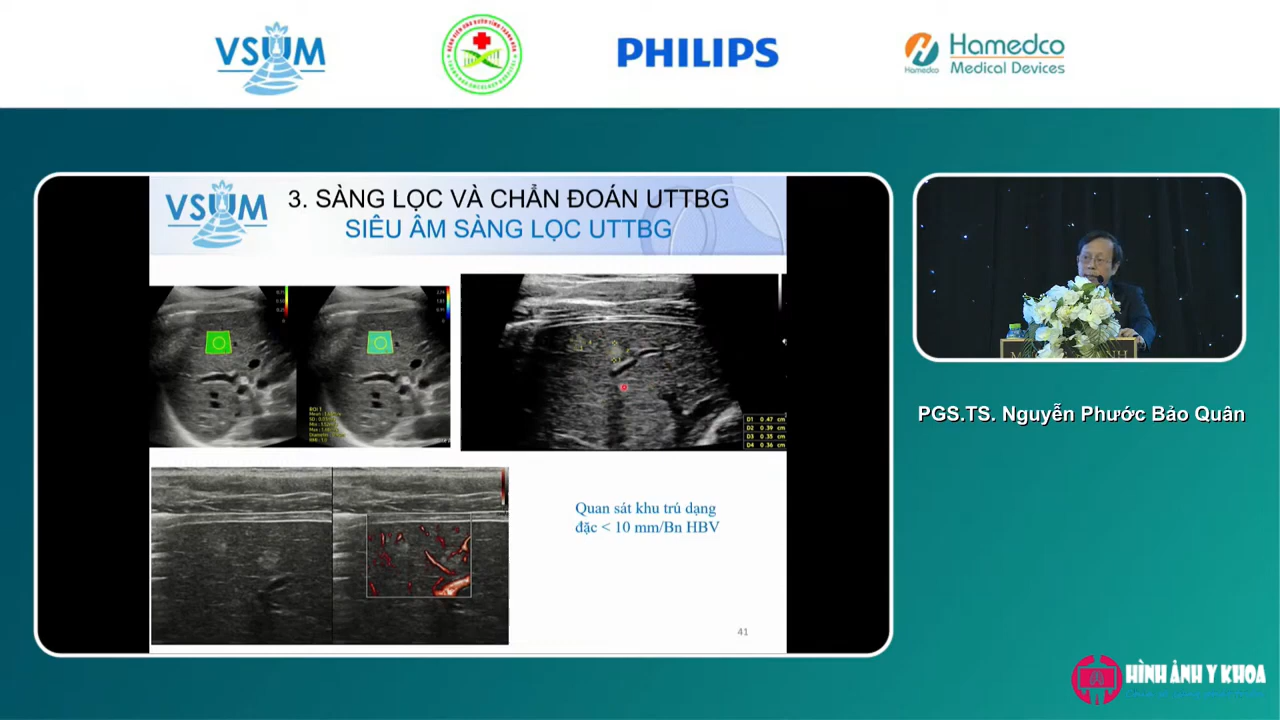 VSUM
PHILIPS
Hamedco
Medical Devices
Hamedco
VSUM
3. SÀNG LỌC VÀ CHẨN ĐOÁN UTTBG
SIÊU ÂM SÀNG LỌC UTTBG
D1 0.47 cm
D2 0.39 cm
D3 0.35 cm
D4 0.36 cm
Quan sát khu trú dạng
đặc < 10 mm/Bn HBV
41
PGS.TS. Nguyễn Phước Bảo Quân
HÌNH ẢNH Y KHOA